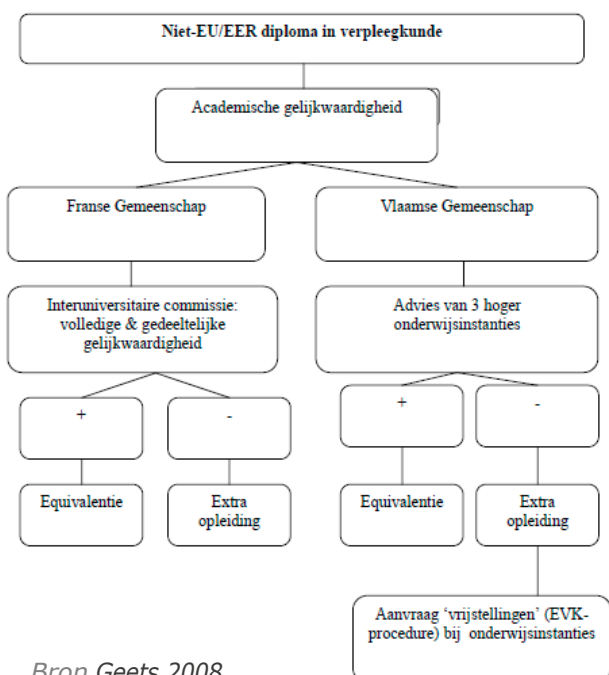 Niet-EU/EER diploma in verpleegkunde
Academische gelijkwaardigheid
Franse Gemeenschap
Vlaamse Gemeenschap
Interuniversitaire commissie:
volledige & gedeeltelijke
gelijkwaardigheid
Advies van 3 hoger
onderwijsinstanties
+
-
+
-
Equivalentie
Extra
opleiding
Equivalentie
Extra
opleiding
Aanvraag ‘vrijstellingen’ (EVK-
procedure) bij onderwijsinstanties
Bron Geets 2008